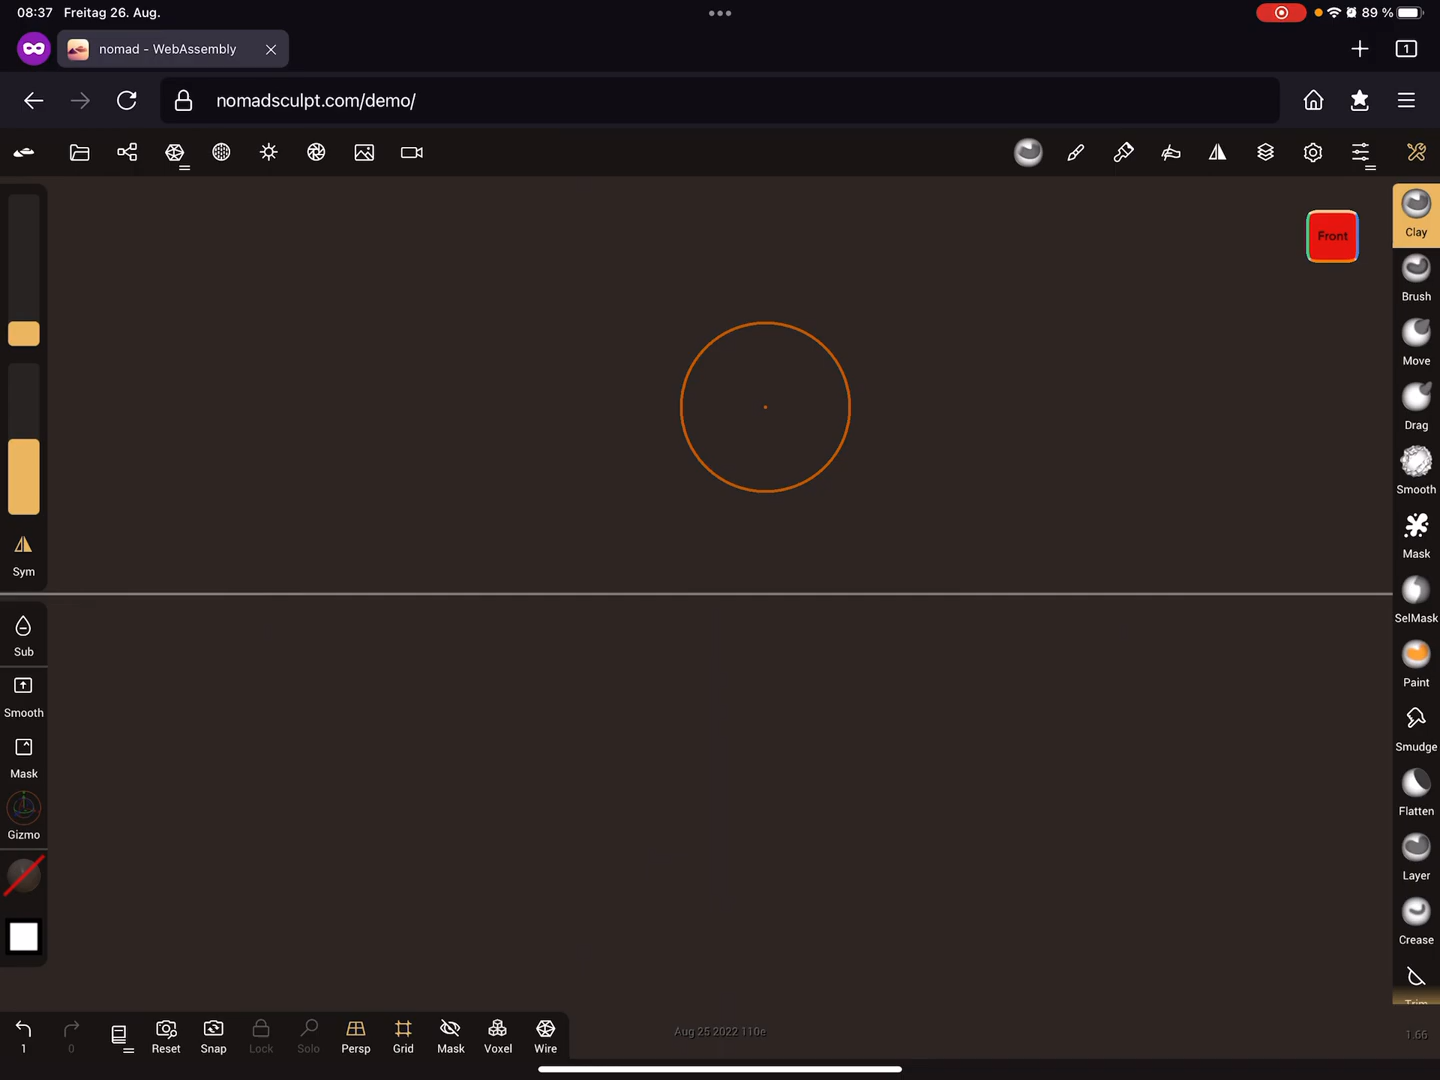 08:37 Freitag 26. Aug.
89 %
nomad - WebAssembly
1
nomadsculpt.com/demo/
Front
Clay
Brush
Move
Drag
Smooth
Mask
SelMask
Paint
Smudge
Flatten
Layer
Crease
Trim
Sym
Sub
Smooth
Mask
Gizmo
1
0
Reset
Snap
Lock
Solo
Persp
Grid
Mask
Voxel
Wire
Aug 25 2022 110e
1.66